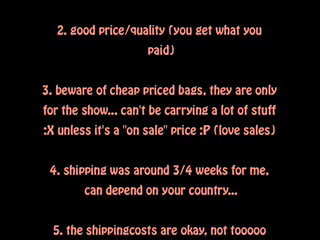 2. good price/quality (you get what you
paid)
3. beware of cheap priced bags, they are only
for the show... can't be carrying a lot of stuff
:X unless it's a "on sale" price :P (love sales)
4. shipping was around 3/4 weeks for me,
can depend on your country...
5. the shippingcosts are okay, not tooooo